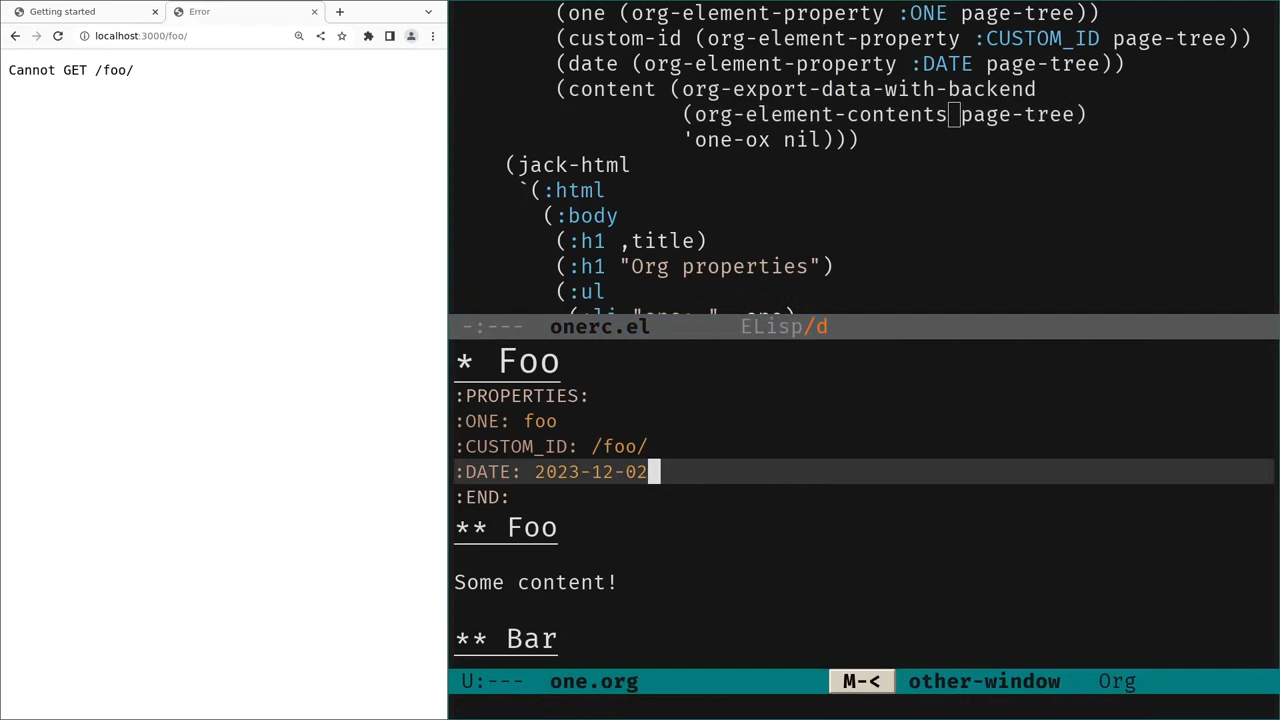 Getting started
Error
localhost:3000/foo/
Cannot GET /foo/
(one (org-element-property :ONE page-tree))
(custom-id (org-element-property :CUSTOM_ID page-tree))
(date (org-element-property :DATE page-tree))
(content (org-export-data-with-backend
(org-element-contents page-tree)
'one-ox nil)))
(jack-html
`(:html
(:body
(:h1 ,title)
(:h1 "Org properties")
(:ul
(:li "one: " ,one)
-:--- onerc.el ELisp/d
* Foo
:PROPERTIES:
:ONE: foo
:CUSTOM_ID: /foo/
:DATE: 2023-12-02
:END:
** Foo
Some content!
** Bar
U:--- one.org M-< other-window Org